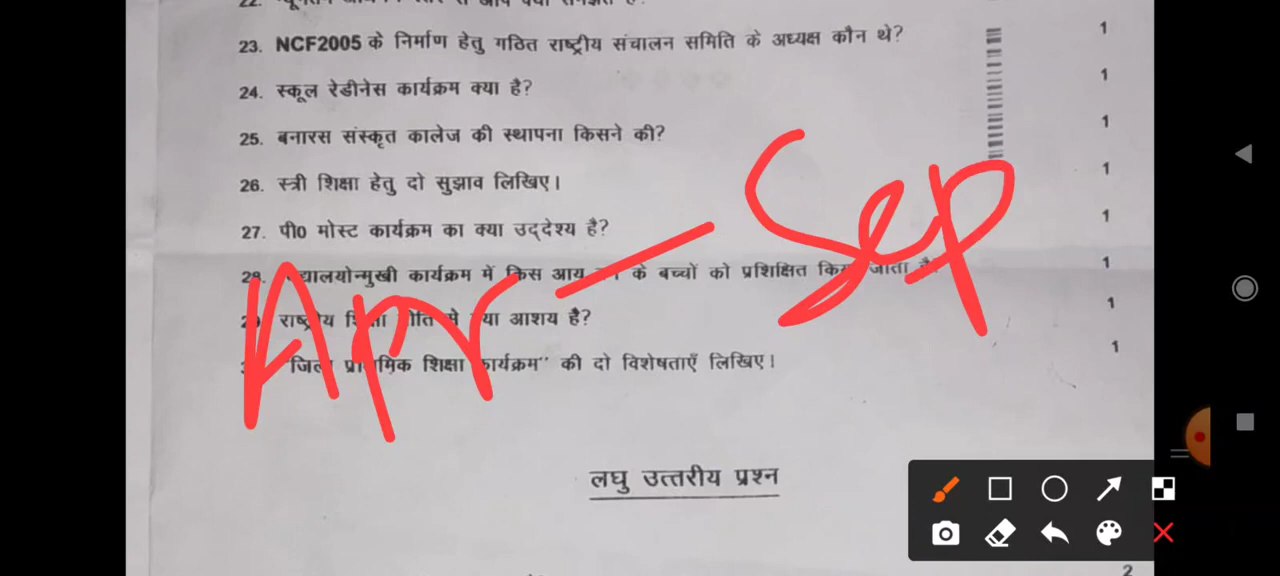 23. NCF2005 के निर्माण हेतु गठित राष्ट्रीय संचालन समिति के अध्यक्ष कौन थे? 1
24. स्कूल रेडीनेस कार्यक्रम क्या है? 1
25. बनारस संस्कृत कालेज की स्थापना किसने की? 1
26. स्त्री शिक्षा हेतु दो सुझाव लिखिए। 1
27. पी0 मोस्ट कार्यक्रम का क्या उद्देश्य है? 1
28. कार्यक्रम में किस आय के बच्चों को प्रशिक्षित किया जाता है? 1
राष्ट्रीय शिक्षा नीति से क्या आशय है? 1
जिला प्राथमिक शिक्षा कार्यक्रम" की दो विशेषताएँ लिखिए। 1
Apr - Sep
लघु उत्तरीय प्रश्न
2